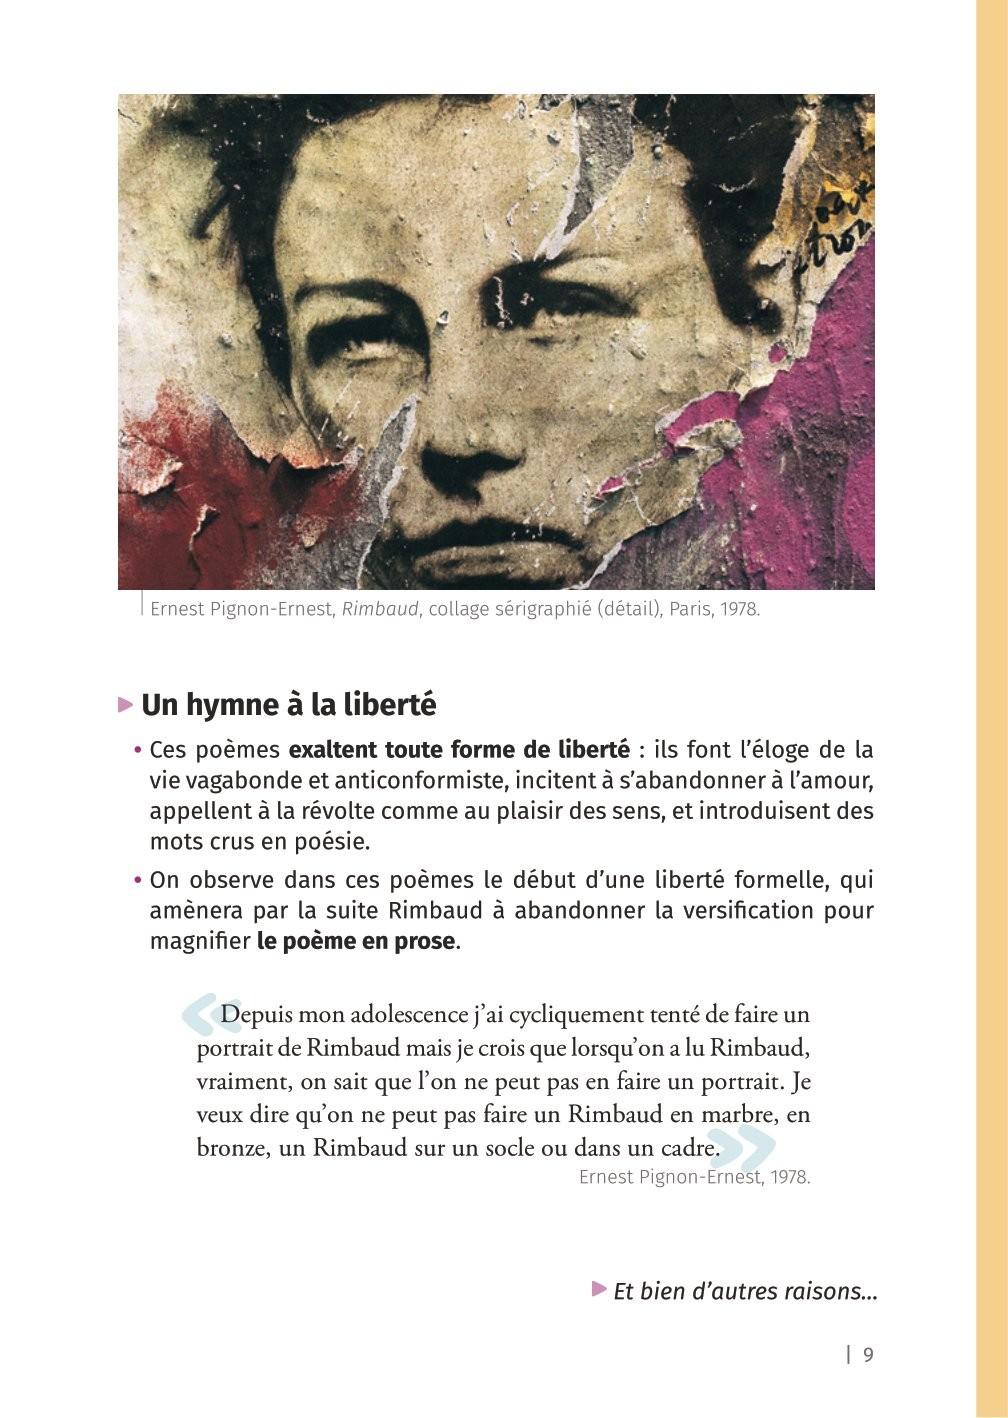 Ernest Pignon-Ernest, Rimbaud, collage sérigraphié (détail), Paris, 1978.
Un hymne à la liberté
• Ces poèmes exaltent toute forme de liberté : ils font l’éloge de la
vie vagabonde et anticonformiste, incitent à s’abandonner à l’amour,
appellent à la révolte comme au plaisir des sens, et introduisent des
mots crus en poésie.
• On observe dans ces poèmes le début d’une liberté formelle, qui
amènera par la suite Rimbaud à abandonner la versification pour
magnifier le poème en prose.
« Depuis mon adolescence j’ai cycliquement tenté de faire un
portrait de Rimbaud mais je crois que lorsqu’on a lu Rimbaud,
vraiment, on sait que l’on ne peut pas en faire un portrait. Je
veux dire qu’on ne peut pas faire un Rimbaud en marbre, en
bronze, un Rimbaud sur un socle ou dans un cadre. »
Ernest Pignon-Ernest, 1978.
Et bien d’autres raisons...
| 9